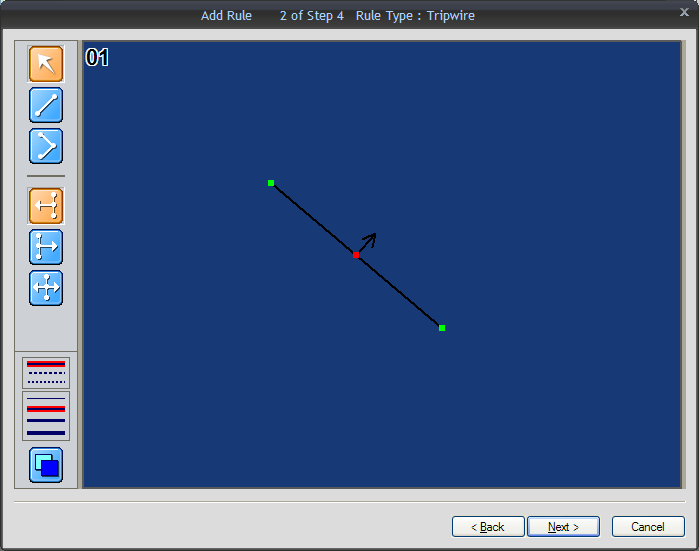 Add Rule 2 of Step 4 Rule Type : Tripwire
01
< Back Next > Cancel